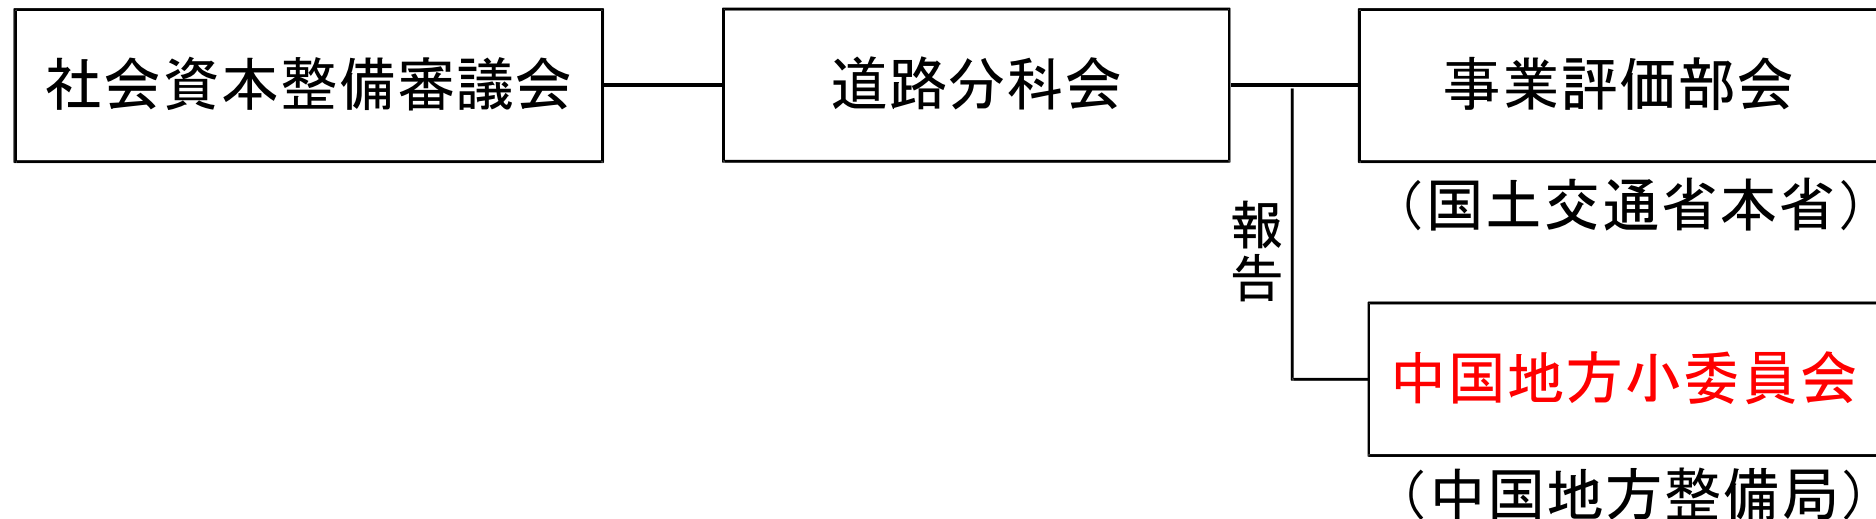 社会資本整備審議会
道路分科会
事業評価部会
（国土交通省本省）
報告
中国地方小委員会
（中国地方整備局）